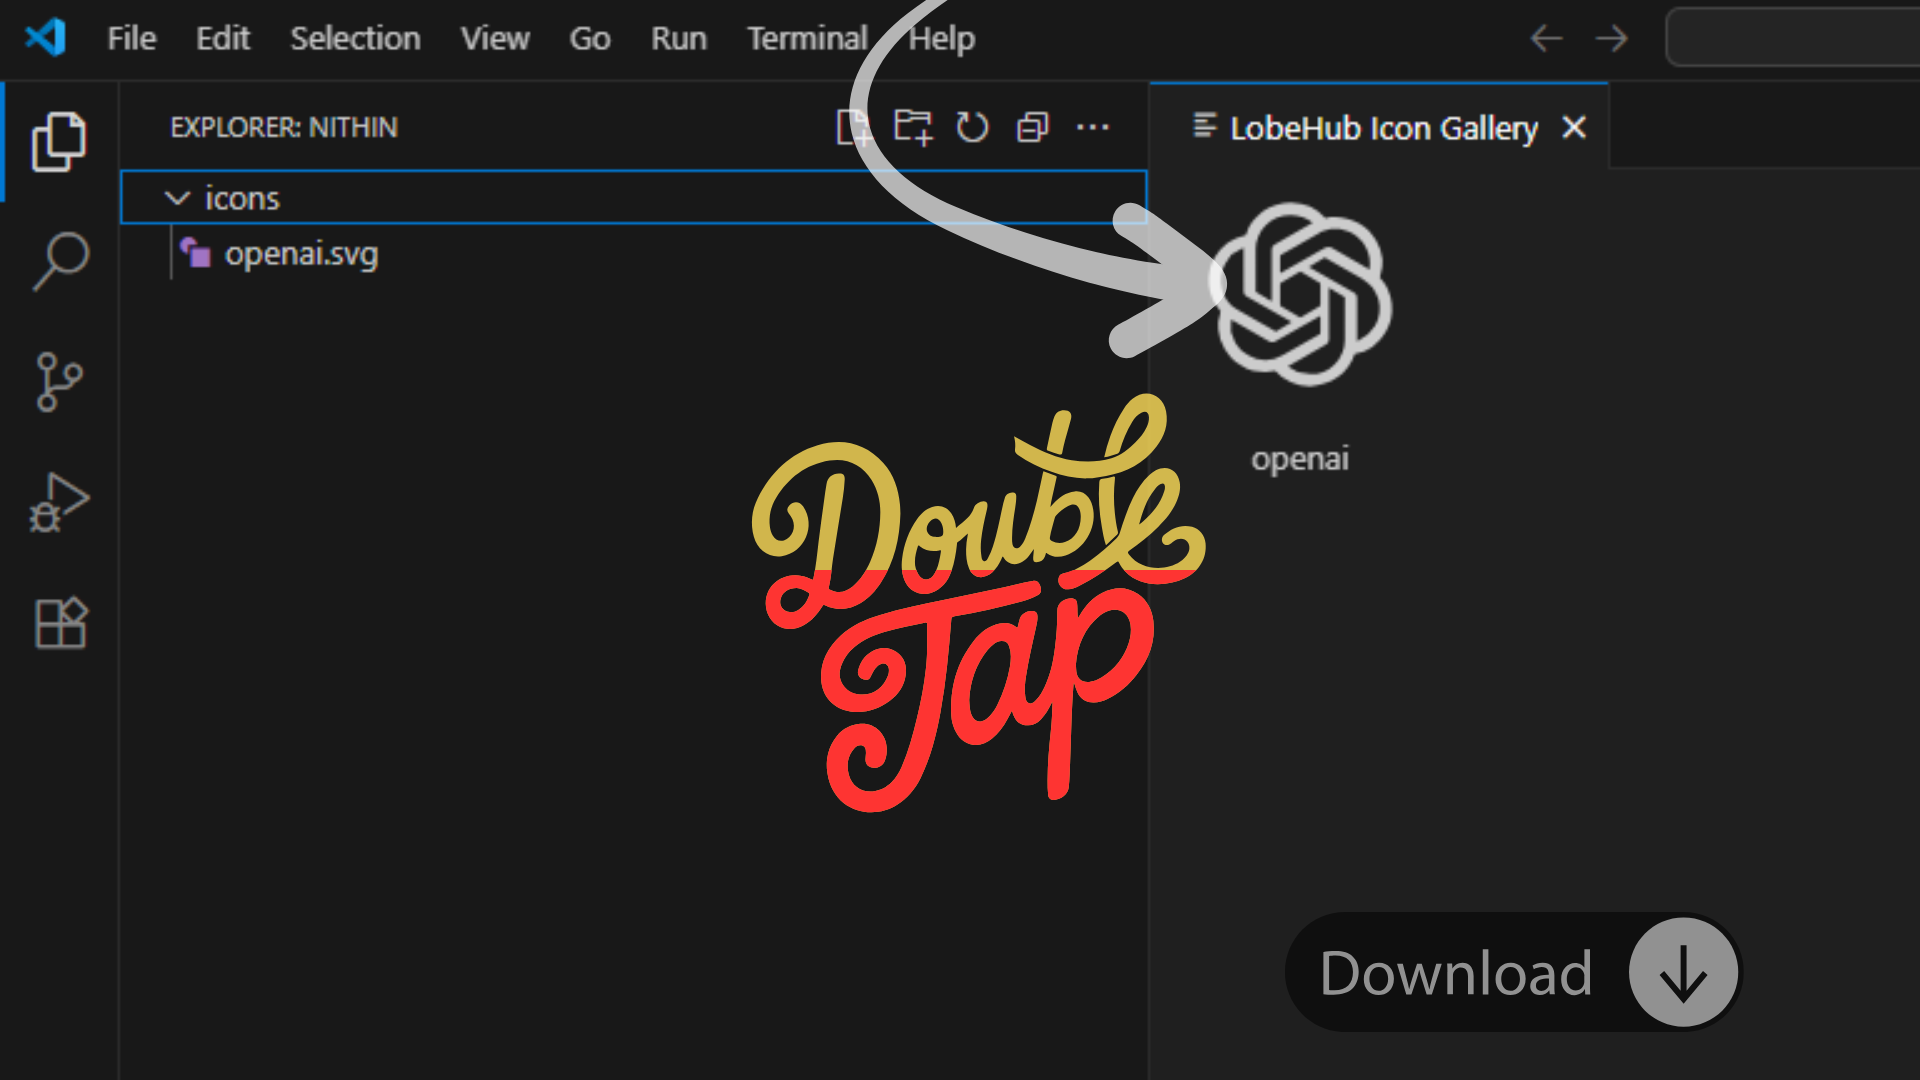 File Edit Selection View Go Run Terminal Help
EXPLORER: NITHIN
LobeHub Icon Gallery
icons
openai.svg
openai
Double
Tap
Download